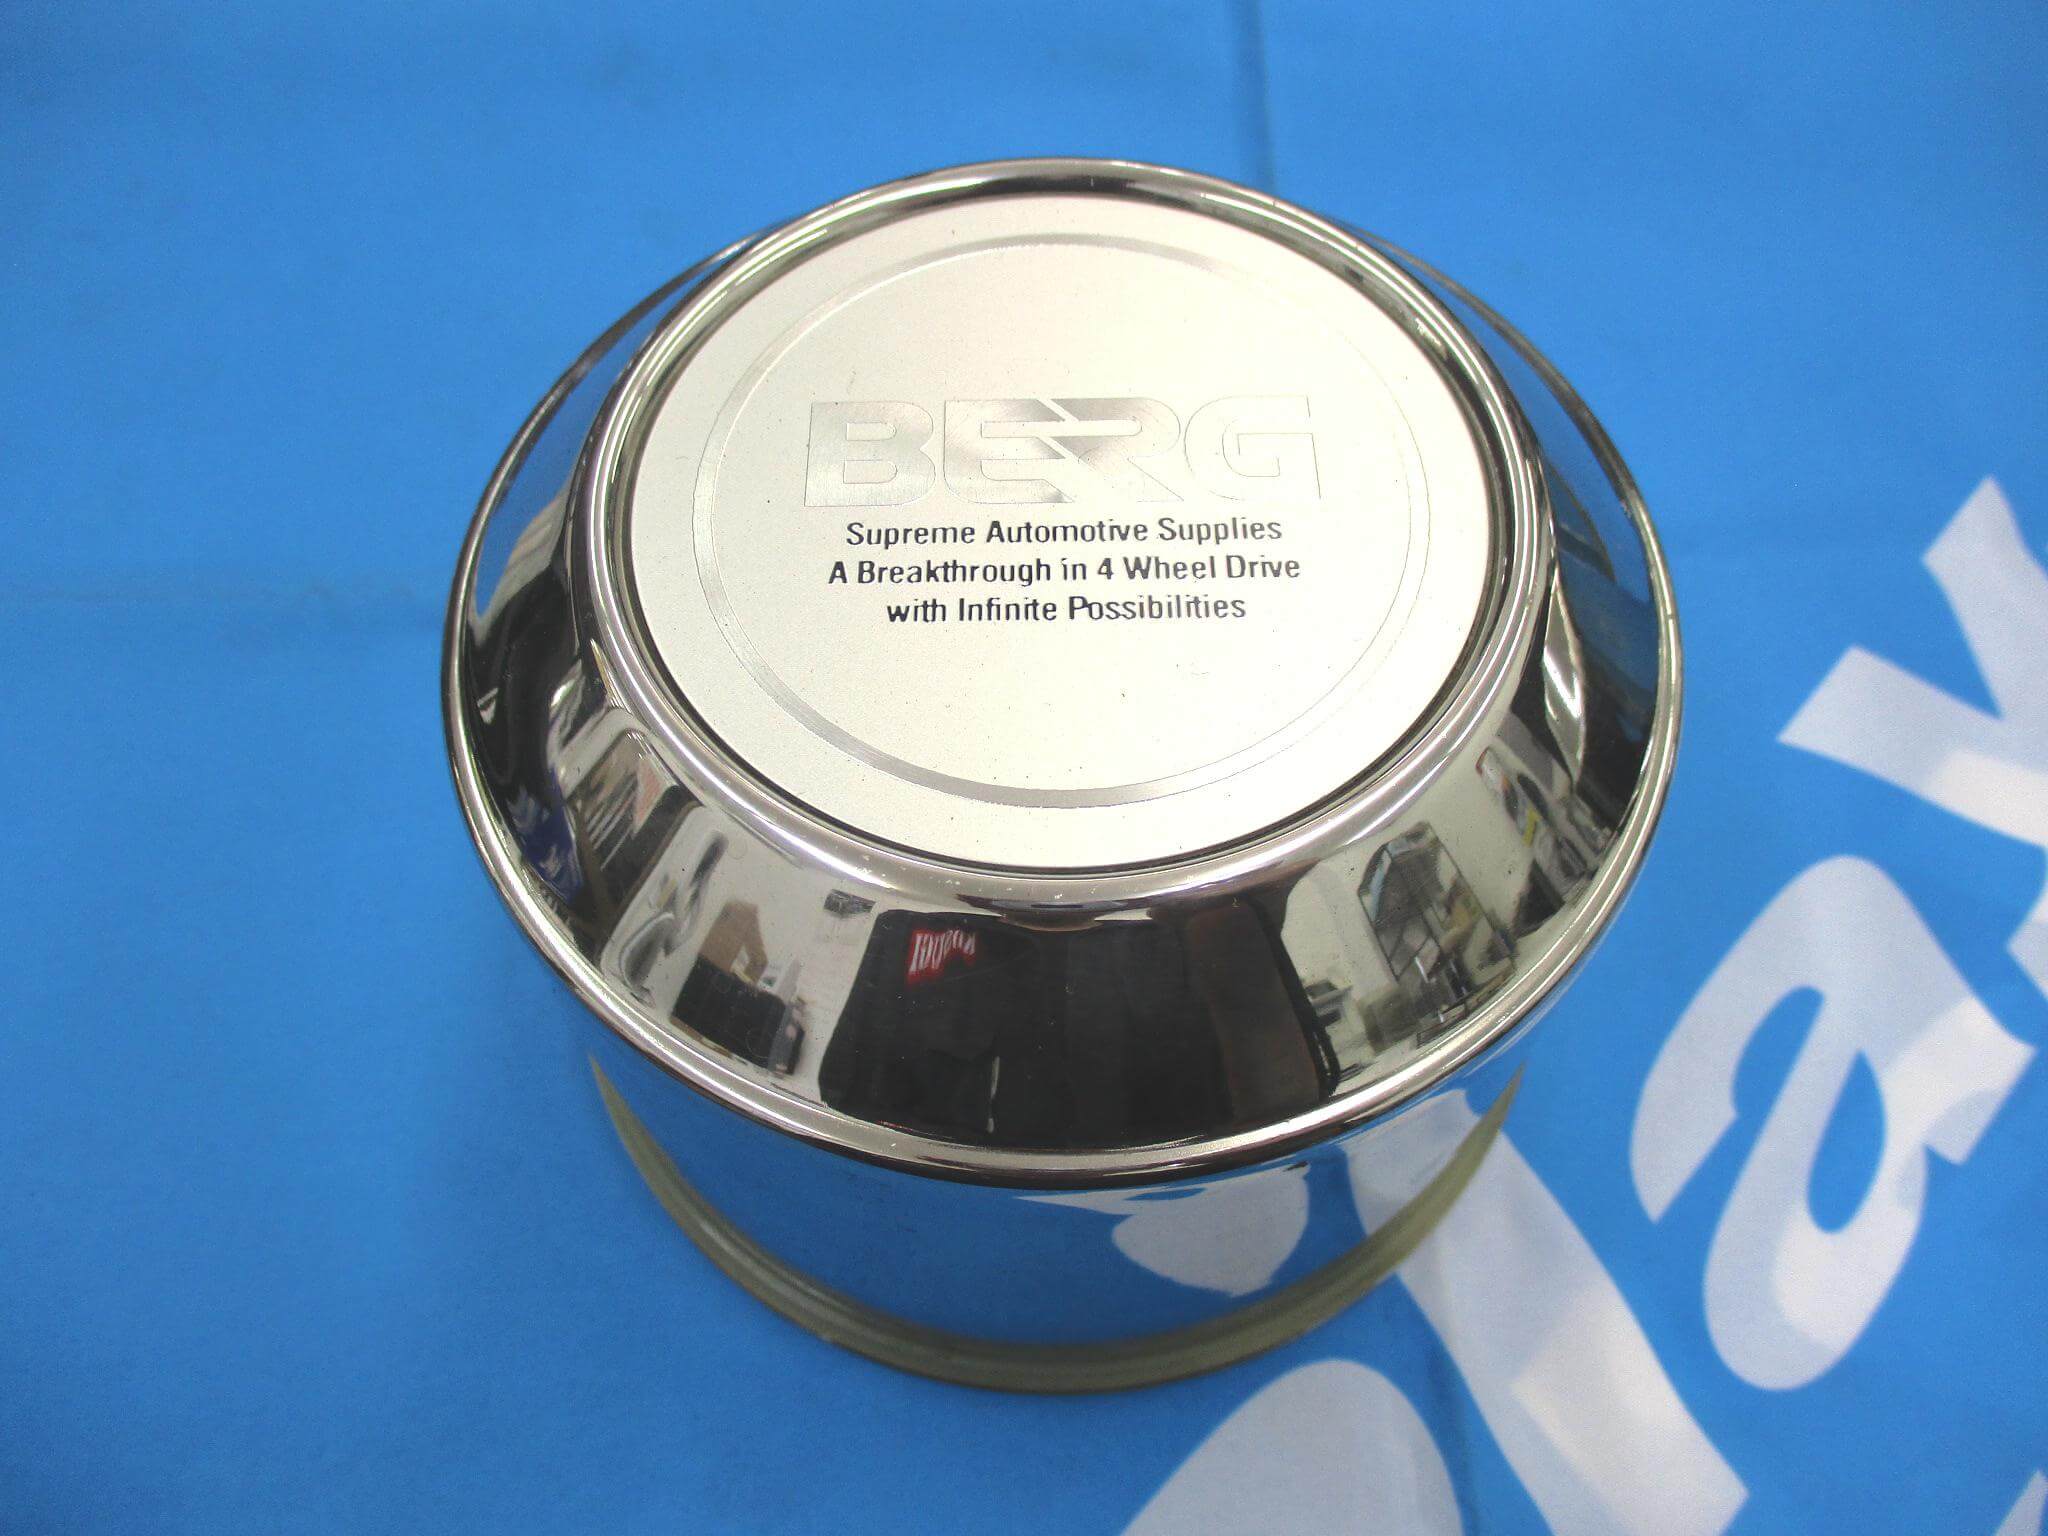 BERG
Supreme Automotive Supplies
A Breakthrough in 4 Wheel Drive
with Infinite Possibilities